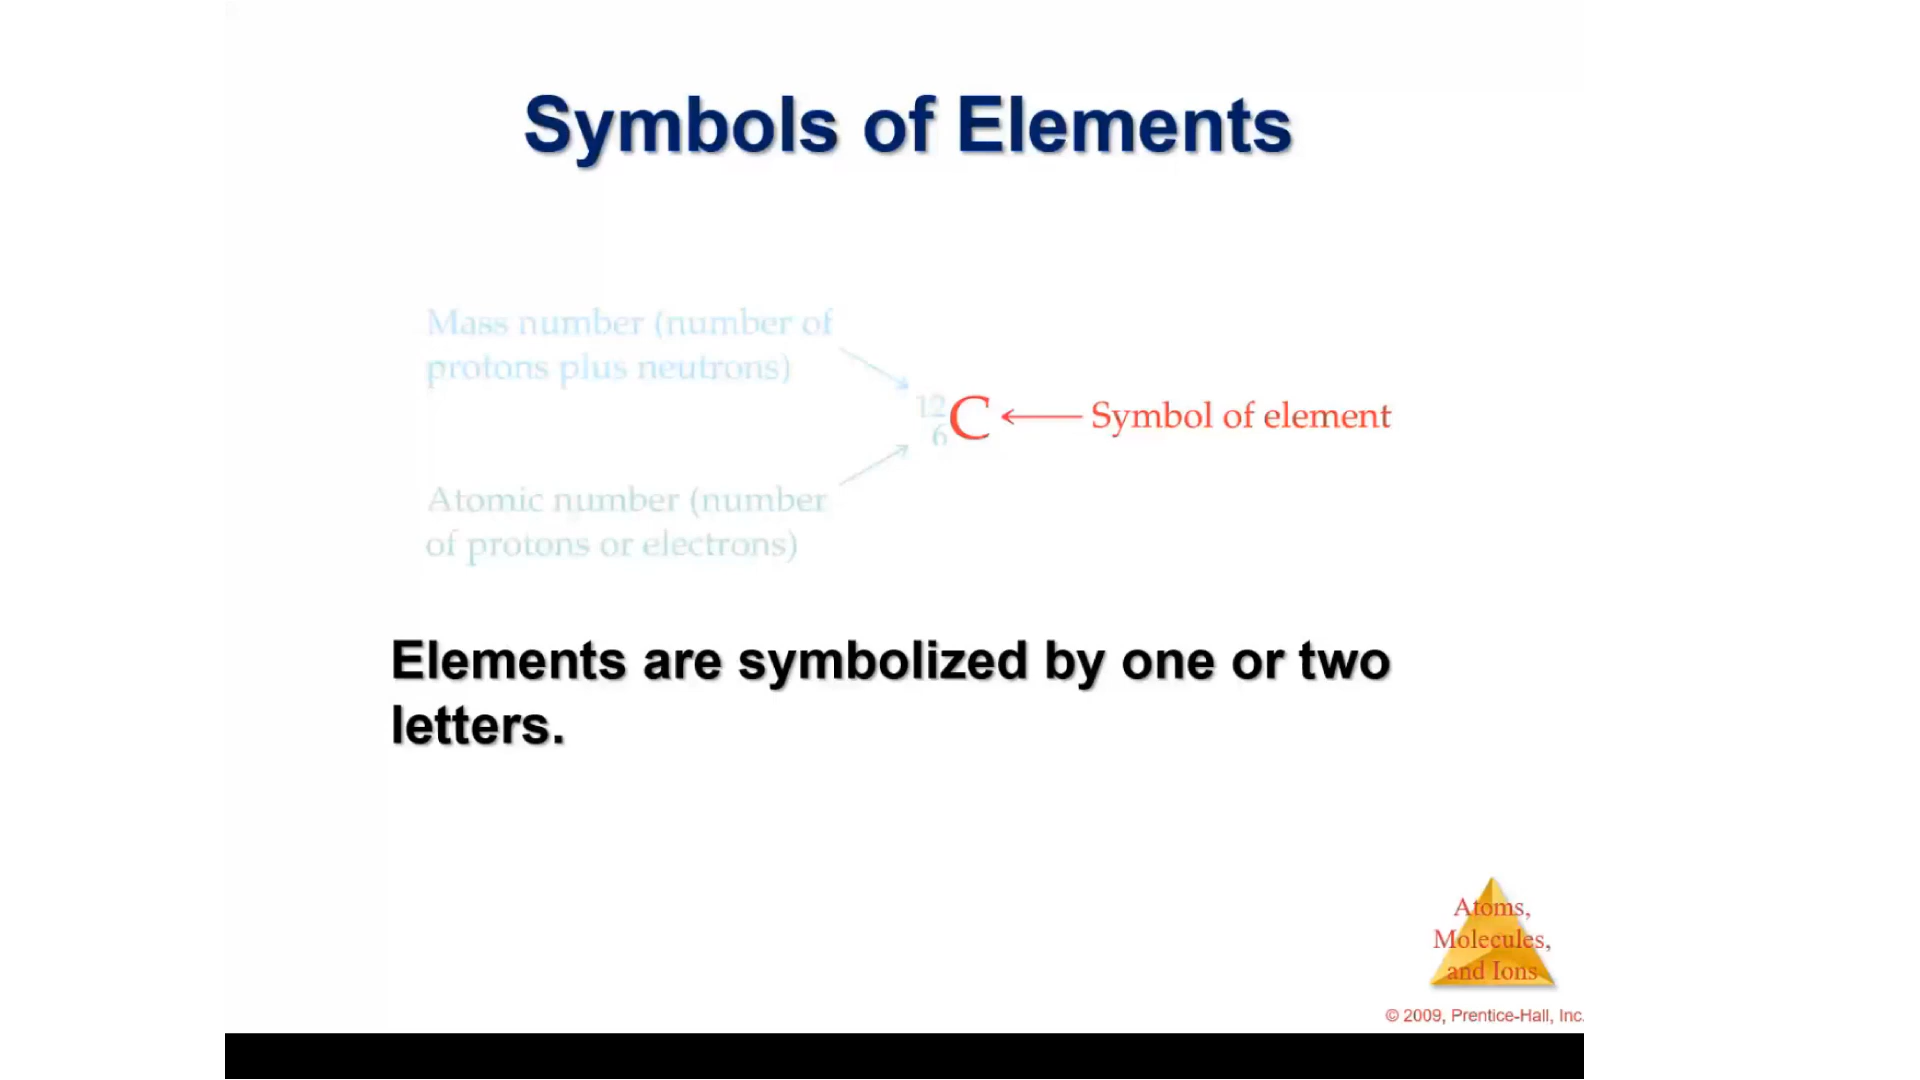 Symbols of Elements
Mass number (number of
protons plus neutrons)
12
6
C
Symbol of element
Atomic number (number
of protons or electrons)
Elements are symbolized by one or two
letters.
Atoms,
Molecules,
and Ions
© 2009, Prentice-Hall, Inc.